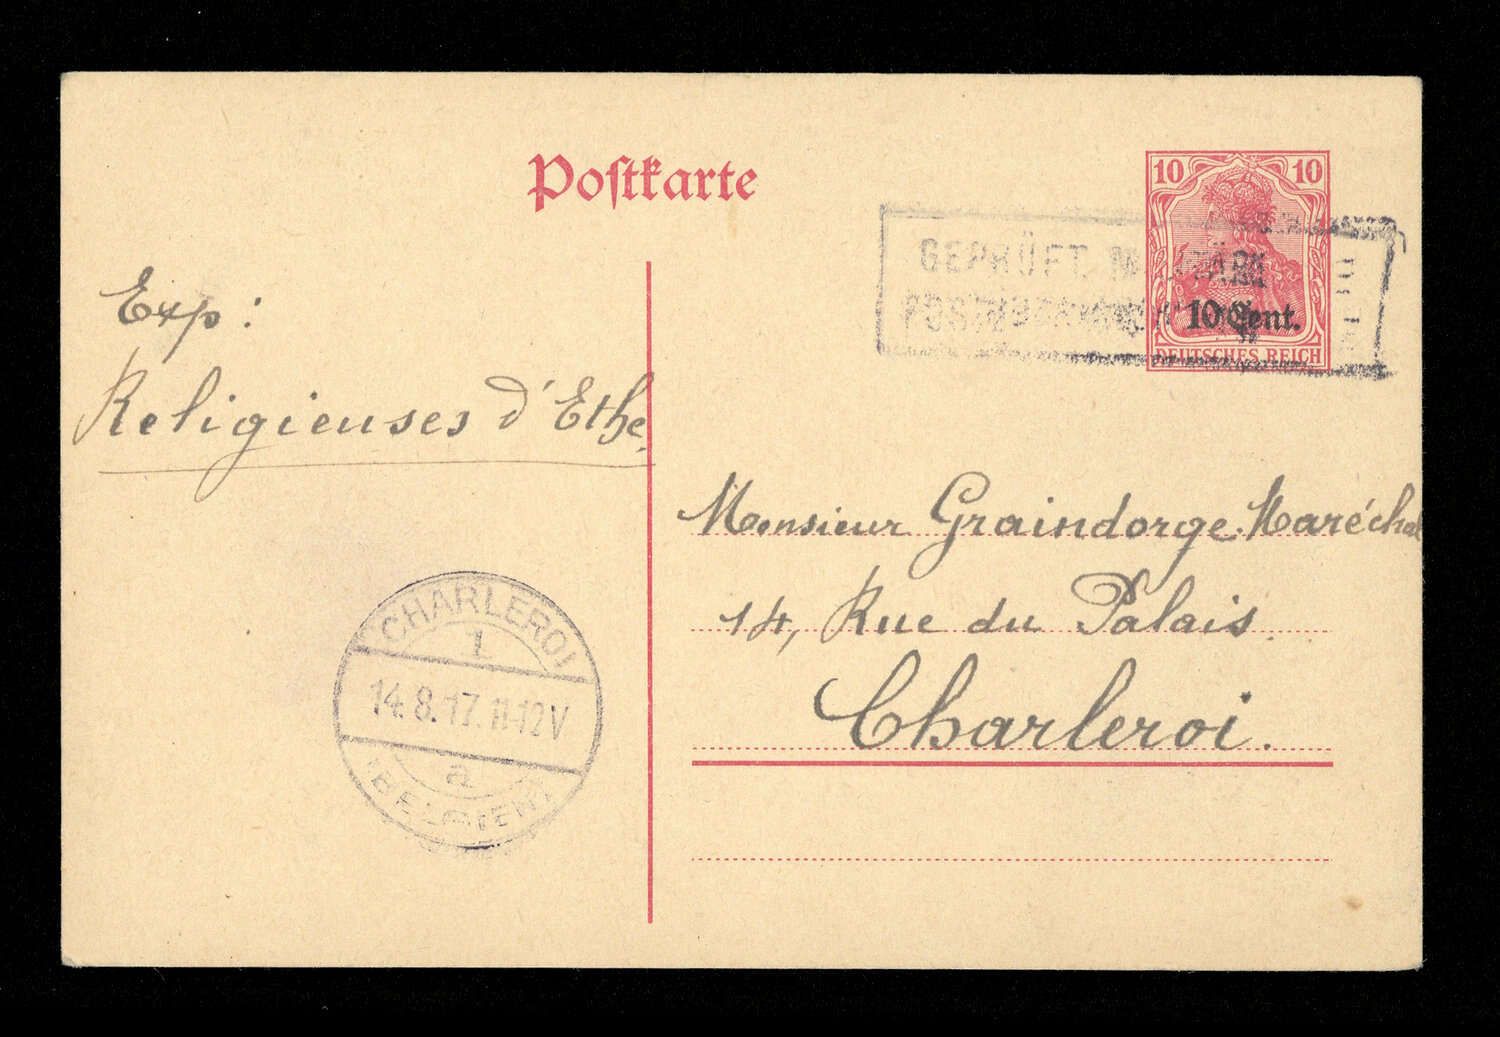 Postkarte
10 10
10 Cent.
DEUTSCHES REICH
GEPRÜFT. MILITÄR
Exp:
Religieuses d'Ethe.
Monsieur Graindorge-Maréchal
14, Rue du Palais.
Charleroi.
CHARLEROI
1
14.8.17. 11-12V
a
(BELGIEN)